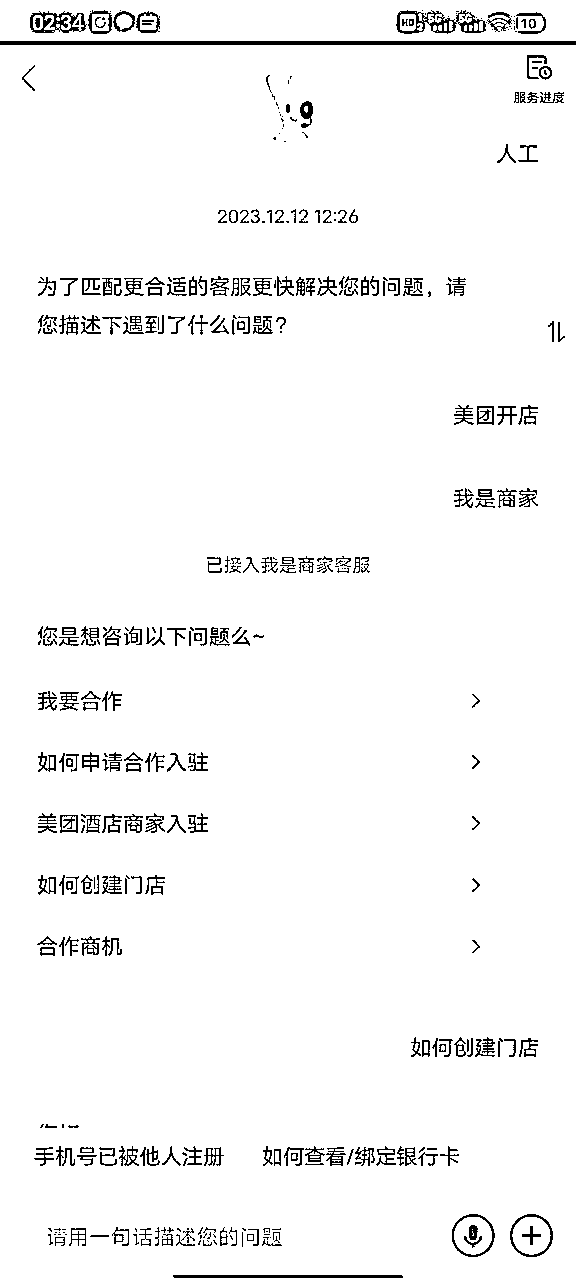 02:34
HD
10
服务进度
人工
2023.12.12 12:26
为了匹配更合适的客服更快解决您的问题，请
您描述下遇到了什么问题？
美团开店
我是商家
已接入我是商家客服
您是想咨询以下问题么~
我要合作
如何申请合作入驻
美团酒店商家入驻
如何创建门店
合作商机
如何创建门店
手机号已被他人注册 如何查看/绑定银行卡
请用一句话描述您的问题